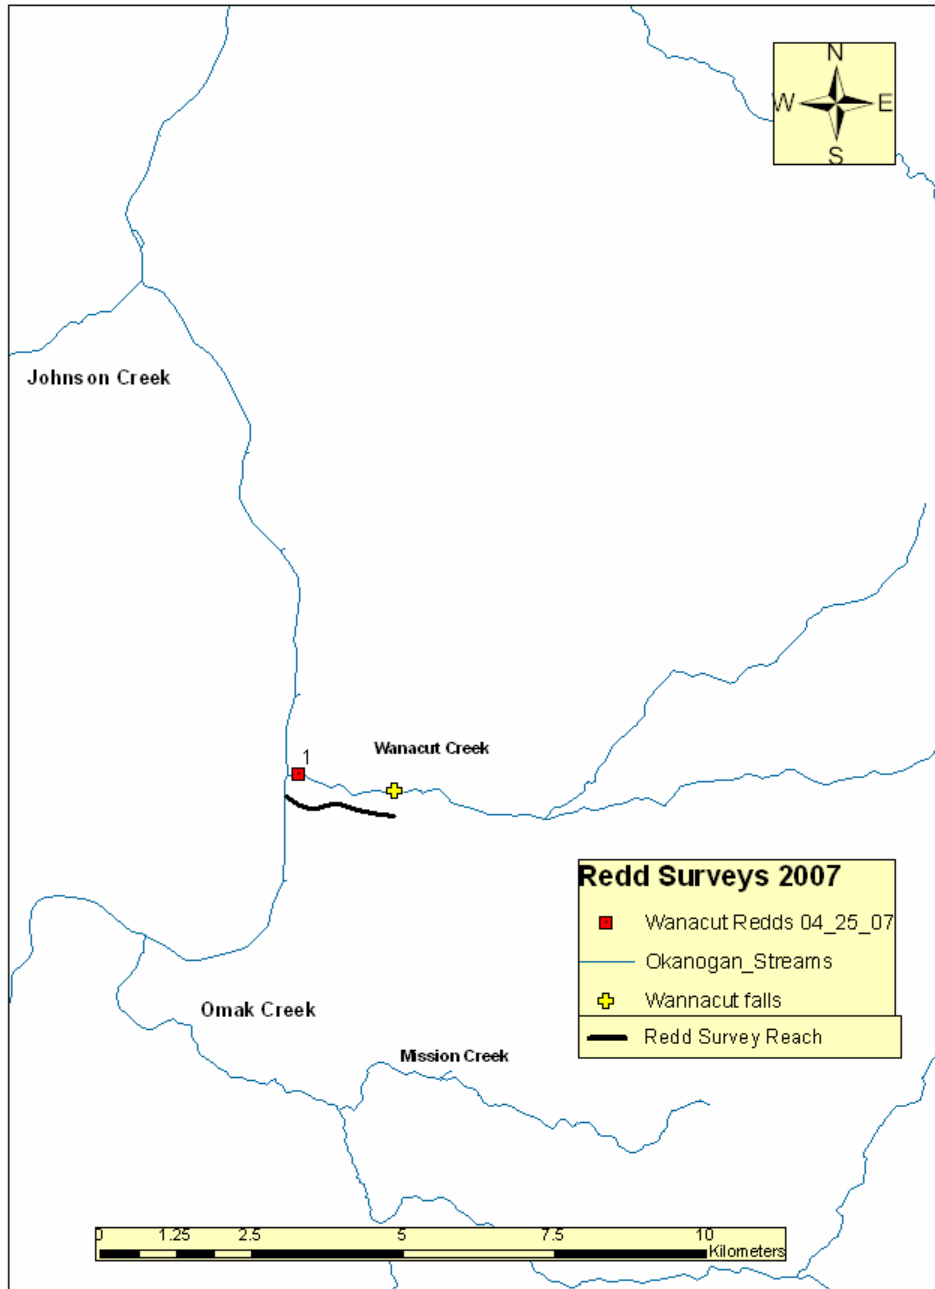 N
W E
S
Johnson Creek
1
Wanacut Creek
Redd Surveys 2007
Wanacut Redds 04_25_07
Okanogan_Streams
Wannacut falls
Redd Survey Reach
Omak Creek
Mission Creek
0 1.25 2.5 5 7.5 10
Kilometers